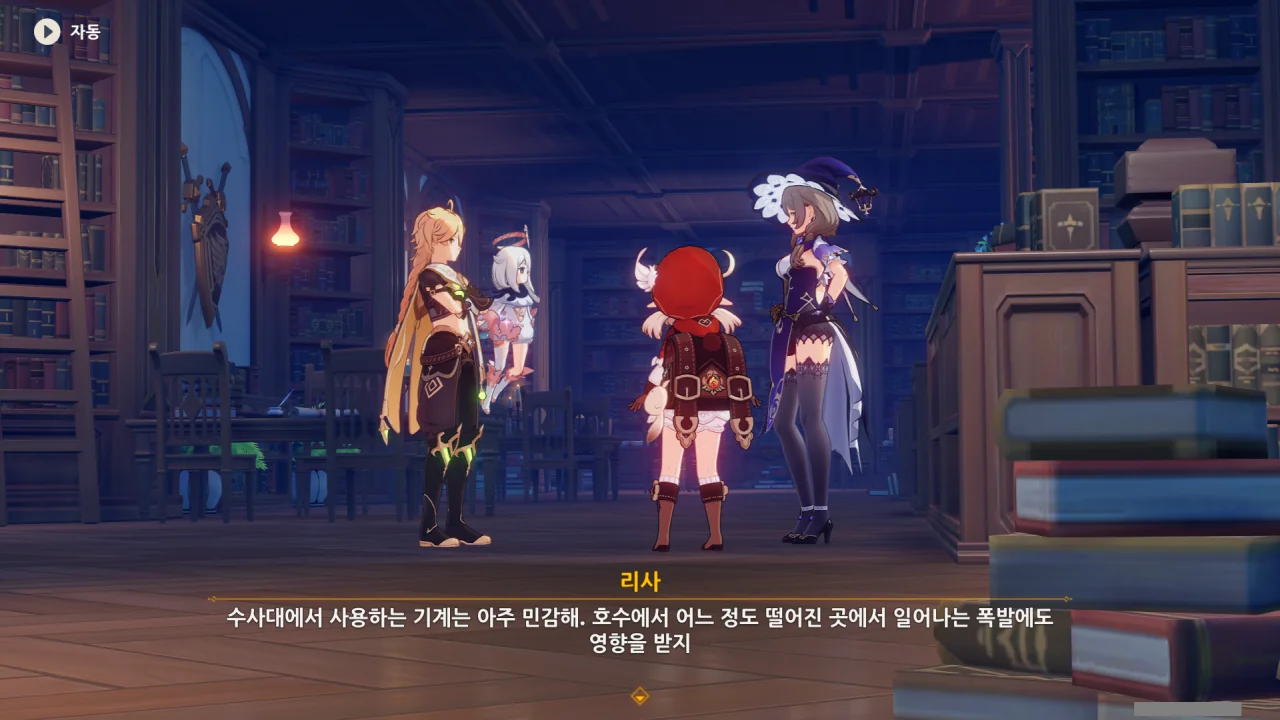 자동
리사
수사대에서 사용하는 기계는 아주 민감해. 호수에서 어느 정도 떨어진 곳에서 일어나는 폭발에도
영향을 받지